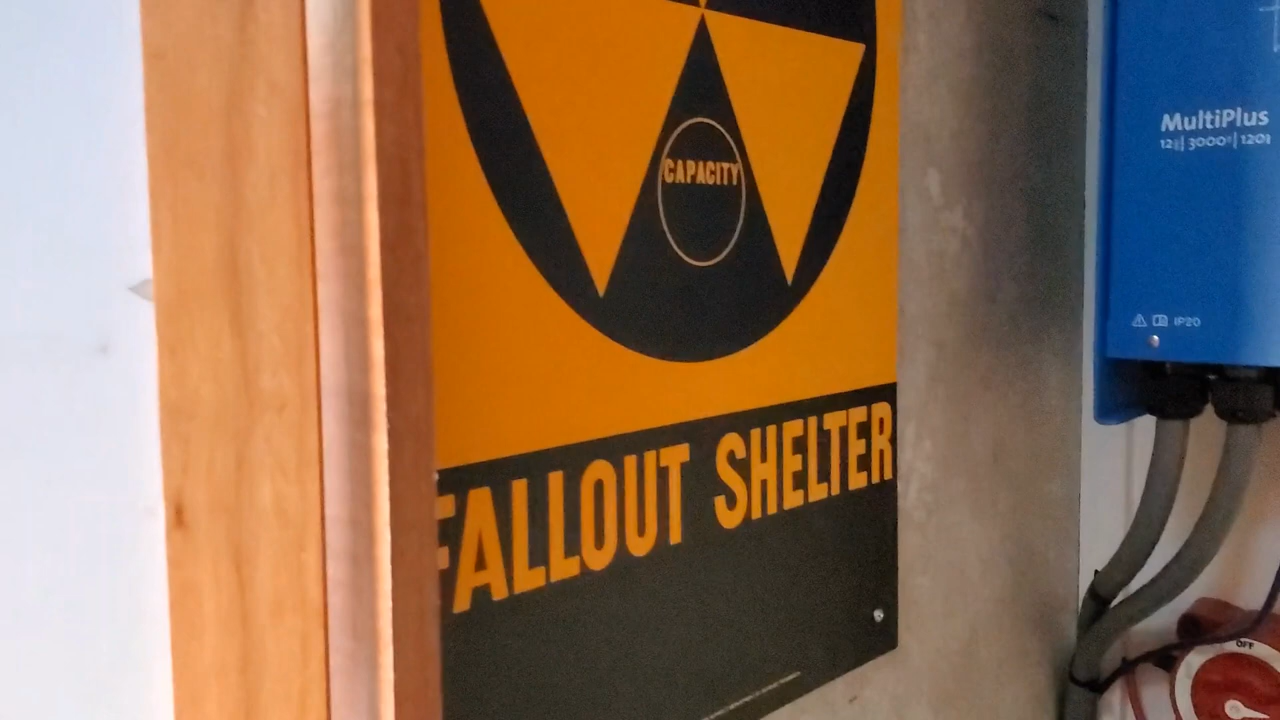 CAPACITY
FALLOUT SHELTER
MultiPlus
12 | 3000 | 120
IP20
OFF